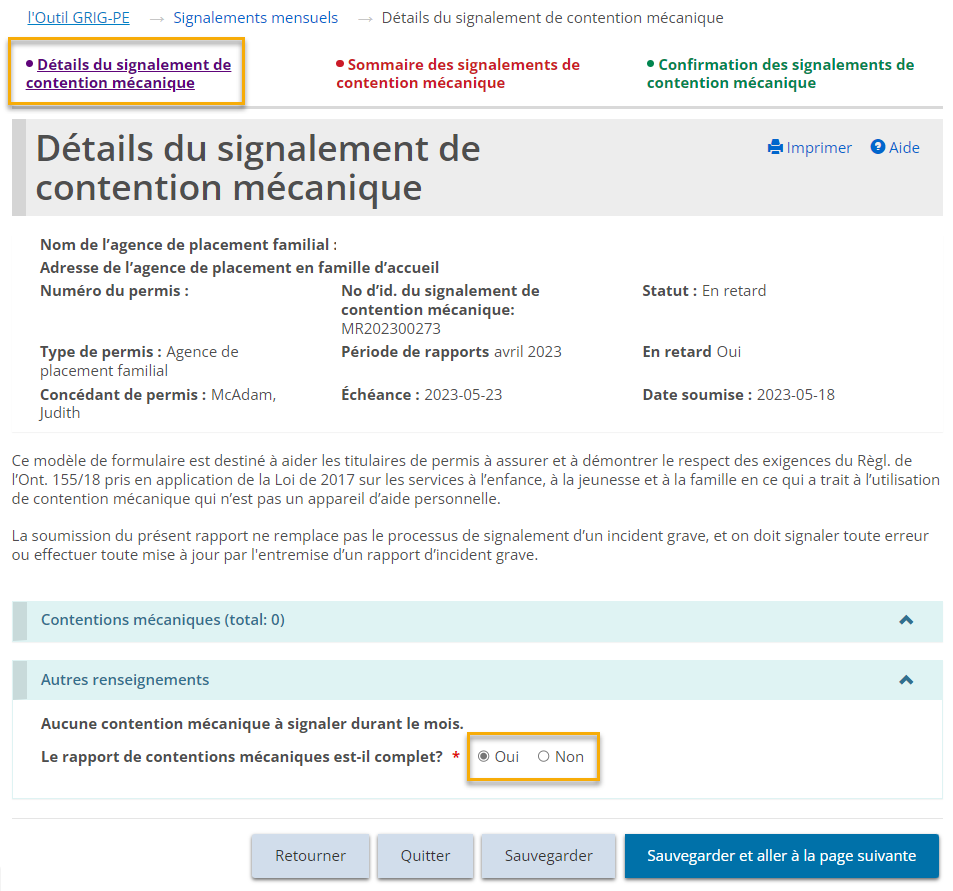 l'Outil GRIG-PE → Signalements mensuels → Détails du signalement de contention mécanique
• Détails du signalement de
contention mécanique
• Sommaire des signalements de
contention mécanique
• Confirmation des signalements de
contention mécanique
Détails du signalement de
contention mécanique
Imprimer
? Aide
Nom de l’agence de placement familial :
Adresse de l’agence de placement en famille d’accueil
Numéro du permis :
No d’id. du signalement de
contention mécanique:
MR202300273
Statut : En retard
Type de permis : Agence de
placement familial
Période de rapports avril 2023
En retard Oui
Concédant de permis : McAdam,
Judith
Échéance : 2023-05-23
Date soumise : 2023-05-18
Ce modèle de formulaire est destiné à aider les titulaires de permis à assurer et à démontrer le respect des exigences du Règl. de
l’Ont. 155/18 pris en application de la Loi de 2017 sur les services à l’enfance, à la jeunesse et à la famille en ce qui a trait à l’utilisation
de contention mécanique qui n’est pas un appareil d’aide personnelle.
La soumission du présent rapport ne remplace pas le processus de signalement d’un incident grave, et on doit signaler toute erreur
ou effectuer toute mise à jour par l'entremise d’un rapport d’incident grave.
Contentions mécaniques (total: 0)
Autres renseignements
Aucune contention mécanique à signaler durant le mois.
Le rapport de contentions mécaniques est-il complet? * Oui Non
Retourner
Quitter
Sauvegarder
Sauvegarder et aller à la page suivante